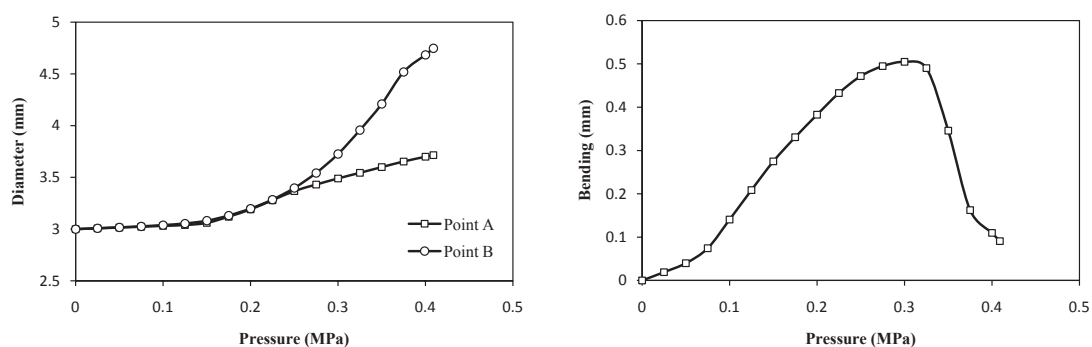 5
4.5
4
3.5
3
2.5
Diameter (mm)
Point A
Point B
0 0.1 0.2 0.3 0.4 0.5
Pressure (MPa)
0.6
0.5
0.4
0.3
0.2
0.1
0
Bending (mm)
0 0.1 0.2 0.3 0.4 0.5
Pressure (MPa)